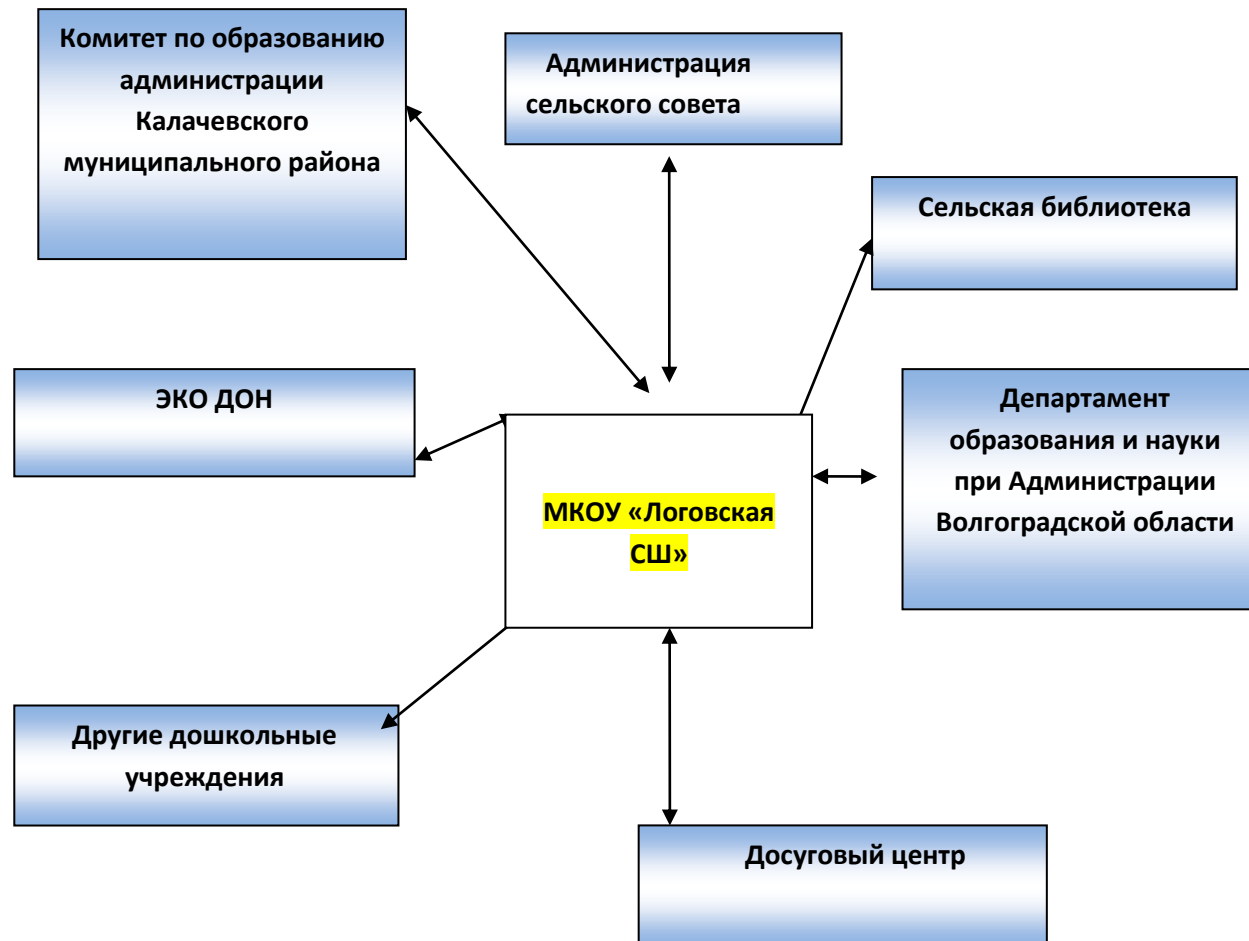 Комитет по образованию
администрации
Калачевского
муниципального района
Администрация
сельского совета
Сельская библиотека
ЭКО ДОН
Департамент
образования и науки
при Администрации
Волгоградской области
МКОУ «Логовская
СШ»
Другие дошкольные
учреждения
Досуговый центр